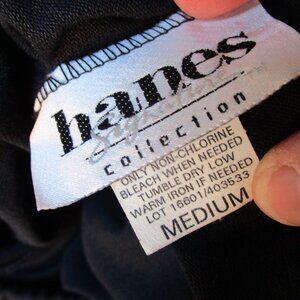 hanes
Signature
collection
ONLY NON-CHLORINE
BLEACH WHEN NEEDED
TUMBLE DRY LOW
WARM IRON IF NEEDED
LOT 16601/403533
MEDIUM